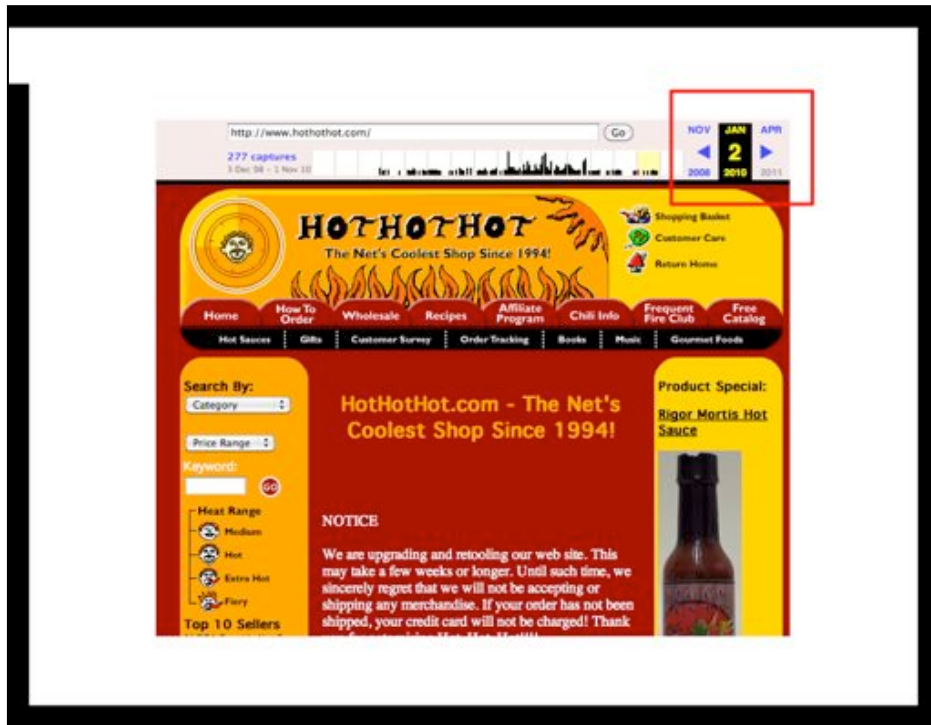 http://www.hothothot.com/ Go NOV JAN APR
277 captures 2
3 Dec 98 - 1 Nov 10 2008 2010 2011
HOTHOTHOT
The Net's Coolest Shop Since 1994!
Shopping Basket
Customer Care
Return Home
Home How To Order Wholesale Recipes Affiliate Program Chili Info Frequent Fire Club Free Catalog
Hot Sauces Gifts Customer Survey Order Tracking Books Music Gourmet Foods
Search By:
Category
Price Range
Keyword:
GO
Heat Range
Medium
Hot
Extra Hot
Fiery
Top 10 Sellers
HotHotHot.com - The Net's
Coolest Shop Since 1994!
NOTICE
We are upgrading and retooling our web site. This
may take a few weeks or longer. Until such time, we
sincerely regret that we will not be accepting or
shipping any merchandise. If your order has not been
shipped, your credit card will not be charged! Thank
Product Special:
Rigor Mortis Hot
Sauce